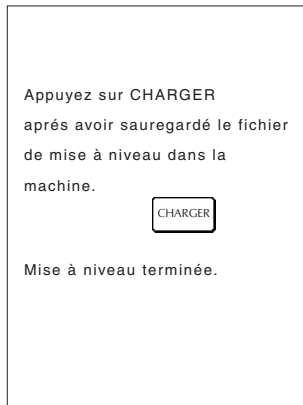 Appuyez sur CHARGER
aprés avoir sauregardé le fichier
de mise à niveau dans la
machine.
CHARGER
Mise à niveau terminée.